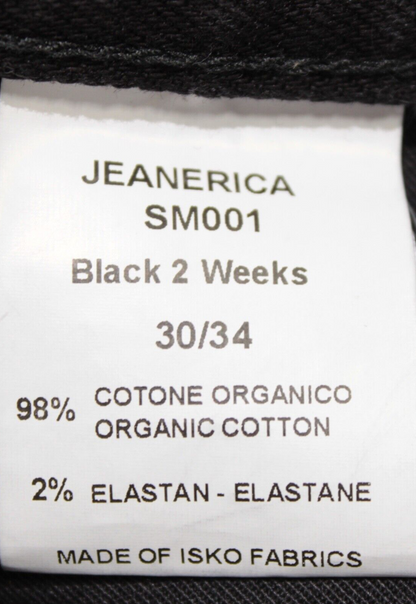 JEANERICA
SM001
Black 2 Weeks
30/34
98% COTONE ORGANICO
ORGANIC COTTON
2% ELASTAN - ELASTANE
MADE OF ISKO FABRICS